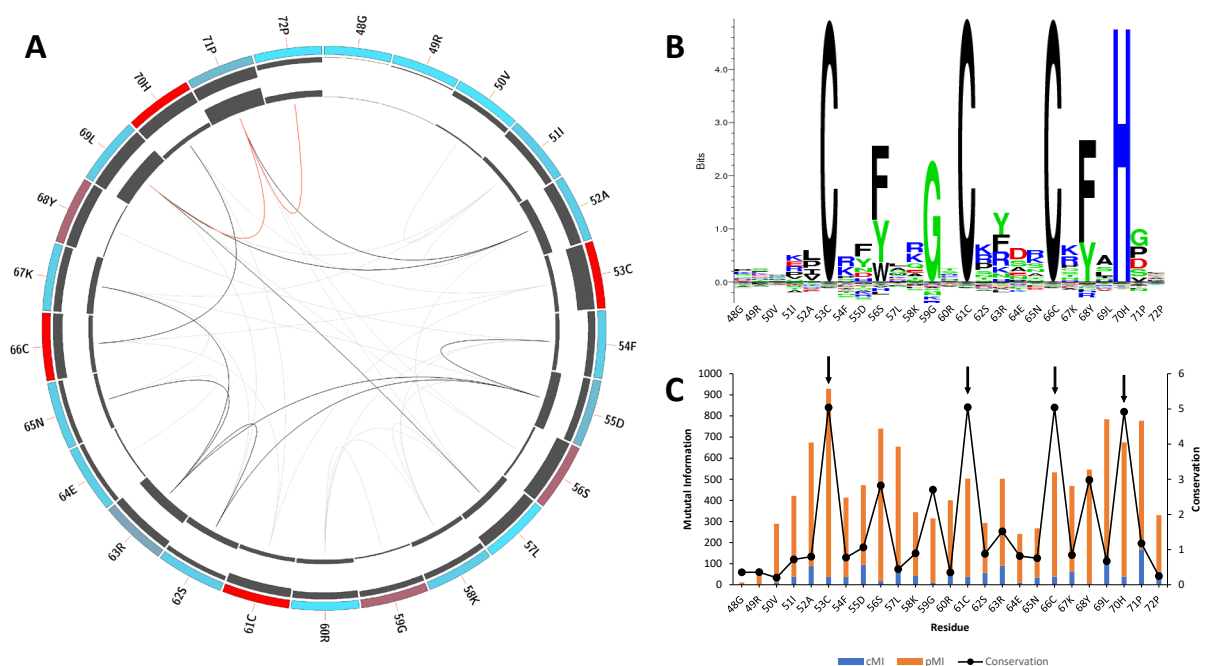 A
48G
49R
50V
51I
52A
53C
54F
55D
56S
57L
58K
59G
60R
61C
62S
63R
64E
65N
66C
67K
68Y
69L
70H
71P
72P
B
Bits
4.0
3.0
2.0
1.0
0.0
48G 49R 50V 51I 52A 53C 54F 55D 56S 57L 58K 59G 60R 61C 62S 63R 64E 65N 66C 67K 68Y 69L 70H 71P 72P
C
F
Y
W
G
C
Y
F
C
F
Y
H
G
P
D
C
Mututal Information
1000
900
800
700
600
500
400
300
200
100
0
6
5
4
3
2
1
0
Conservation
48G 49R 50V 51I 52A 53C 54F 55D 56S 57L 58K 59G 60R 61C 62S 63R 64E 65N 66C 67K 68Y 69L 70H 71P 72P
Residue
cMI pMI Conservation